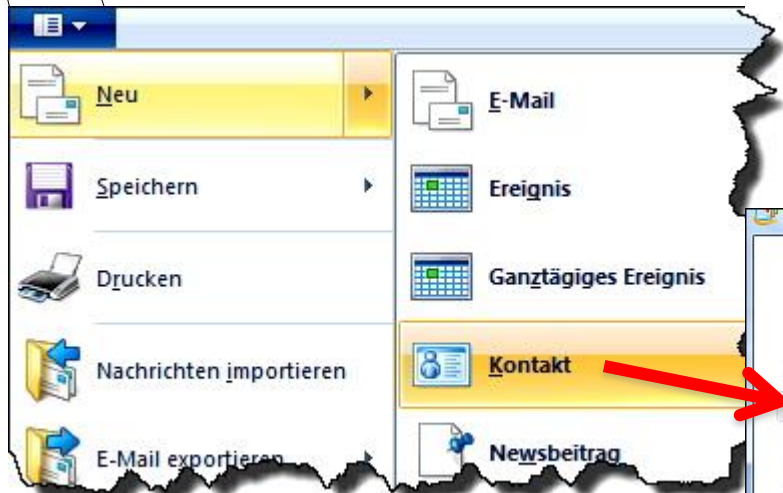 Neu
Speichern
Drucken
Nachrichten importieren
E-Mail exportieren
E-Mail
Ereignis
Ganztägiges Ereignis
Kontakt
Newsbeitrag